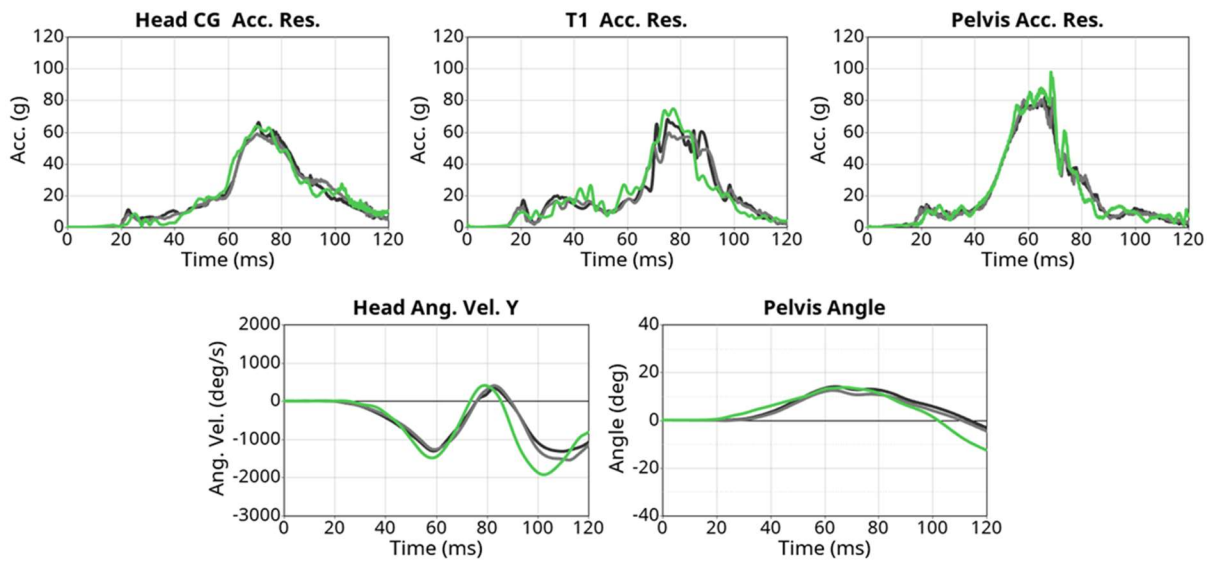 Head CG Acc. Res.
Acc. (g)
120
100
80
60
40
20
0
0 20 40 60 80 100 120
Time (ms)
T1 Acc. Res.
Acc. (g)
120
100
80
60
40
20
0
0 20 40 60 80 100 120
Time (ms)
Pelvis Acc. Res.
Acc. (g)
120
100
80
60
40
20
0
0 20 40 60 80 100 120
Time (ms)
Head Ang. Vel. Y
Ang. Vel. (deg/s)
2000
1000
0
-1000
-2000
-3000
0 20 40 60 80 100 120
Time (ms)
Pelvis Angle
Angle (deg)
40
20
0
-20
-40
0 20 40 60 80 100 120
Time (ms)